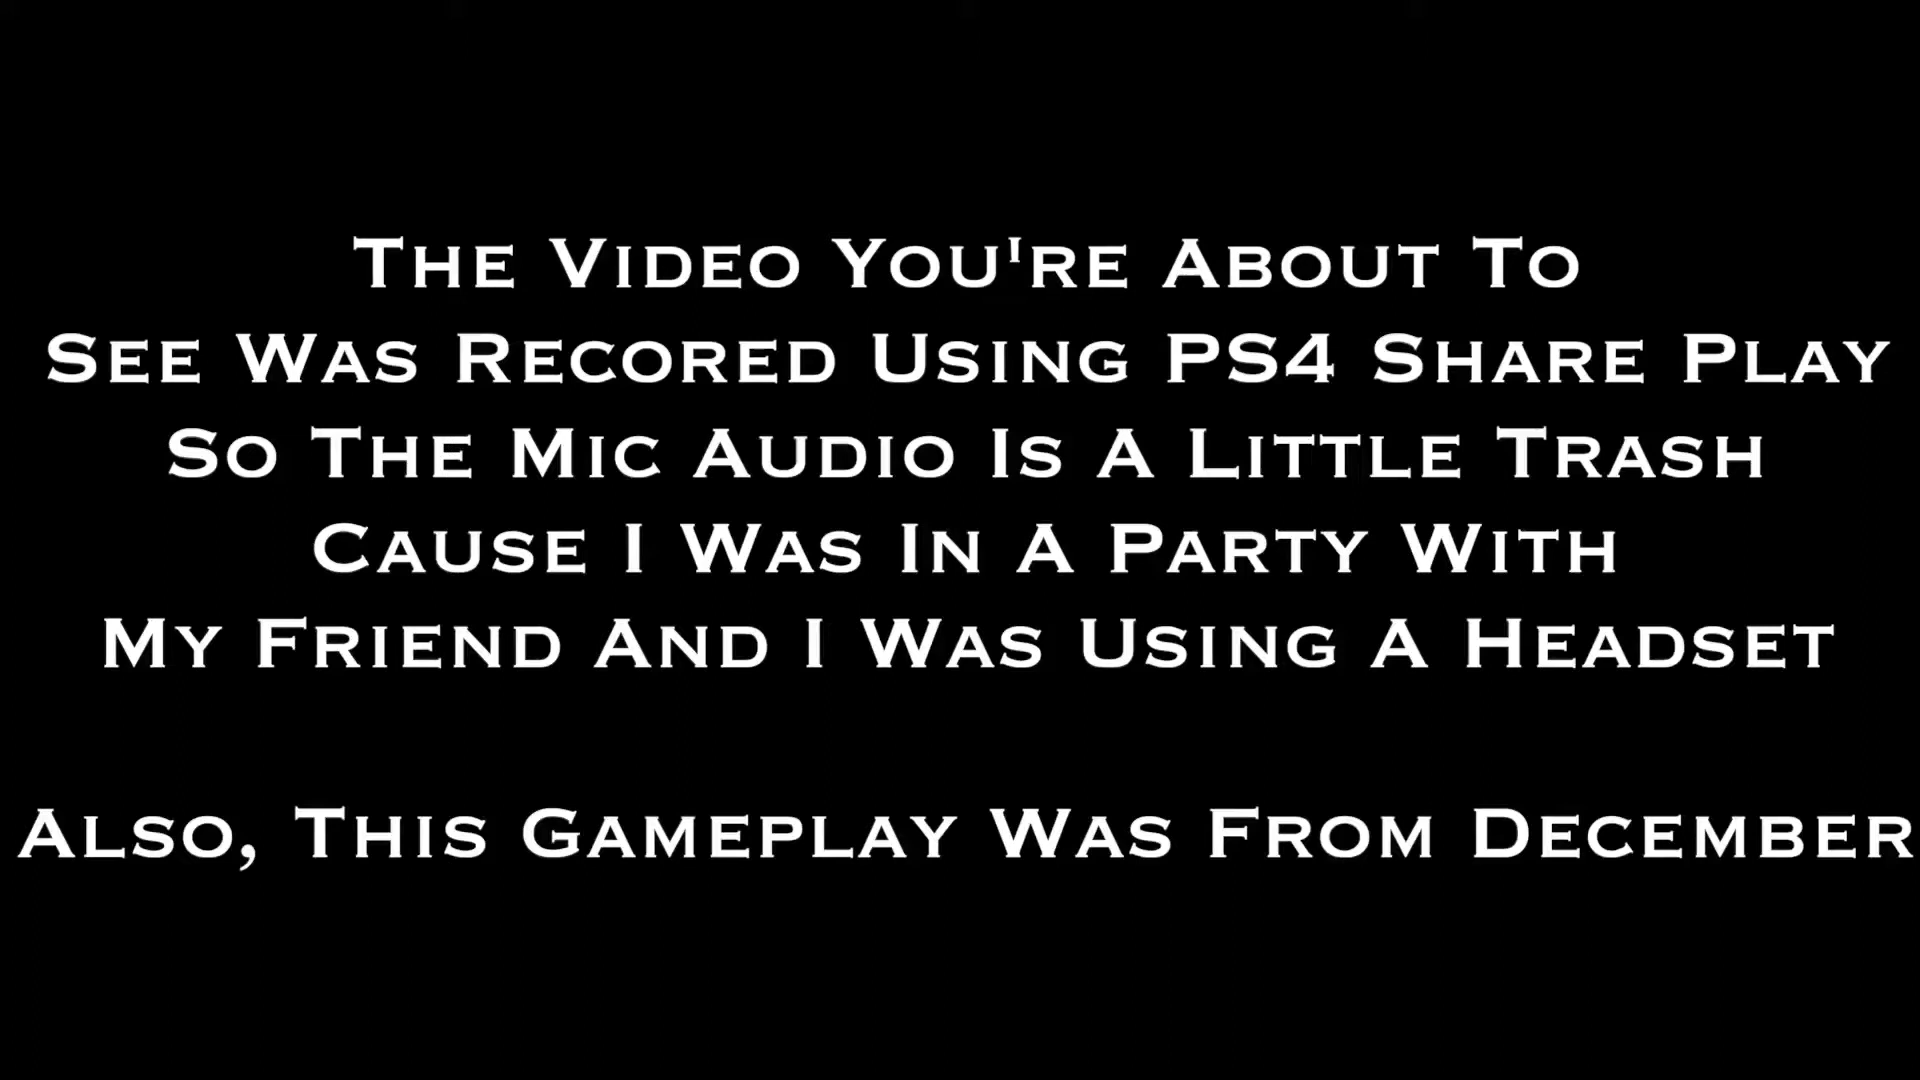 The Video You're About To
See Was Recored Using PS4 Share Play
So The Mic Audio Is A Little Trash
Cause I Was In A Party With
My Friend And I Was Using A Headset
Also, This Gameplay Was From December